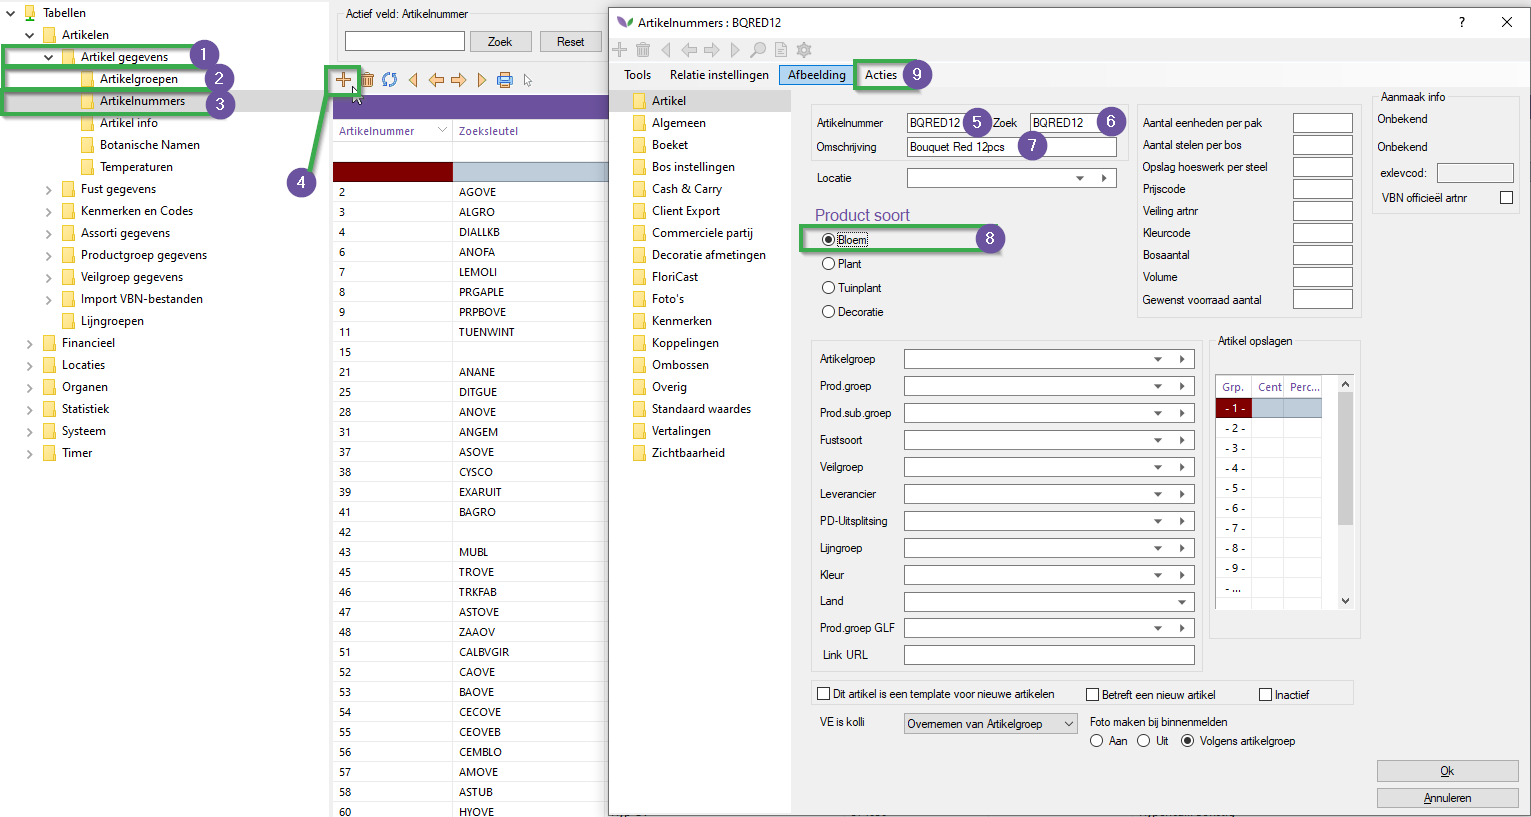 Tabellen
Artikelen
Artikel gegevens
1
Artikelgroepen
2
Artikelnummers
3
Artikel info
Botanische Namen
Temperaturen
Fust gegevens
Kenmerken en Codes
Assorti gegevens
Productgroep gegevens
Veilgroep gegevens
Import VBN-bestanden
Lijngroepen
Financieel
Locaties
Organen
Statistiek
Systeem
Timer
Actief veld: Artikelnummer
Zoek
Reset
4
Artikelnummer
Zoeksleutel
2 AGOVE
3 ALGRO
4 DIALLKB
6 ANOFA
7 LEMOLI
8 PRGAPLE
9 PRPBOVE
11 TUENWINT
15
21 ANANE
25 DITGUE
28 ANOVE
31 ANGEM
37 ASOVE
38 CYSCO
39 EXARUIT
41 BAGRO
42
43 MUBL
45 TROVE
46 TRKFAB
47 ASTOVE
48 ZAAOV
51 CALBVGIR
52 CAOVE
53 BAOVE
54 CECOVE
55 CEOVEB
56 CEMBLO
57 AMOVE
58 ASTUB
60 HYOVE
Artikelnummers : BQRED12
?
Tools Relatie instellingen Afbeelding Acties 9
Artikel
Algemeen
Boeket
Bos instellingen
Cash & Carry
Client Export
Commerciele partij
Decoratie afmetingen
FloriCast
Foto's
Kenmerken
Koppelingen
Ombossen
Overig
Standaard waardes
Vertalingen
Zichtbaarheid
Artikelnummer BQRED12 5 Zoek BQRED12 6
Omschrijving Bouquet Red 12pcs 7
Locatie
Product soort
Bloem 8
Plant
Tuinplant
Decoratie
Artikelgroep
Prod.groep
Prod.sub.groep
Fustsoort
Veilgroep
Leverancier
PD-Uitsplitsing
Lijngroep
Kleur
Land
Prod.groep GLF
Link URL
Aantal eenheden per pak
Aantal stelen per bos
Opslag hoeswerk per steel
Prijscode
Veiling artnr
Kleurcode
Bosaantal
Volume
Gewenst voorraad aantal
Aanmaak info
Onbekend
Onbekend
exlevcod:
VBN officieël artnr
Artikel opslagen
Grp. Cent Perc...
- 1 -
- 2 -
- 3 -
- 4 -
- 5 -
- 6 -
- 7 -
- 8 -
- 9 -
- ...
Dit artikel is een template voor nieuwe artikelen
Betreft een nieuw artikel
Inactief
VE is kolli Overnemen van Artikelgroep
Foto maken bij binnenmelden
Aan Uit Volgens artikelgroep
Ok
Annuleren